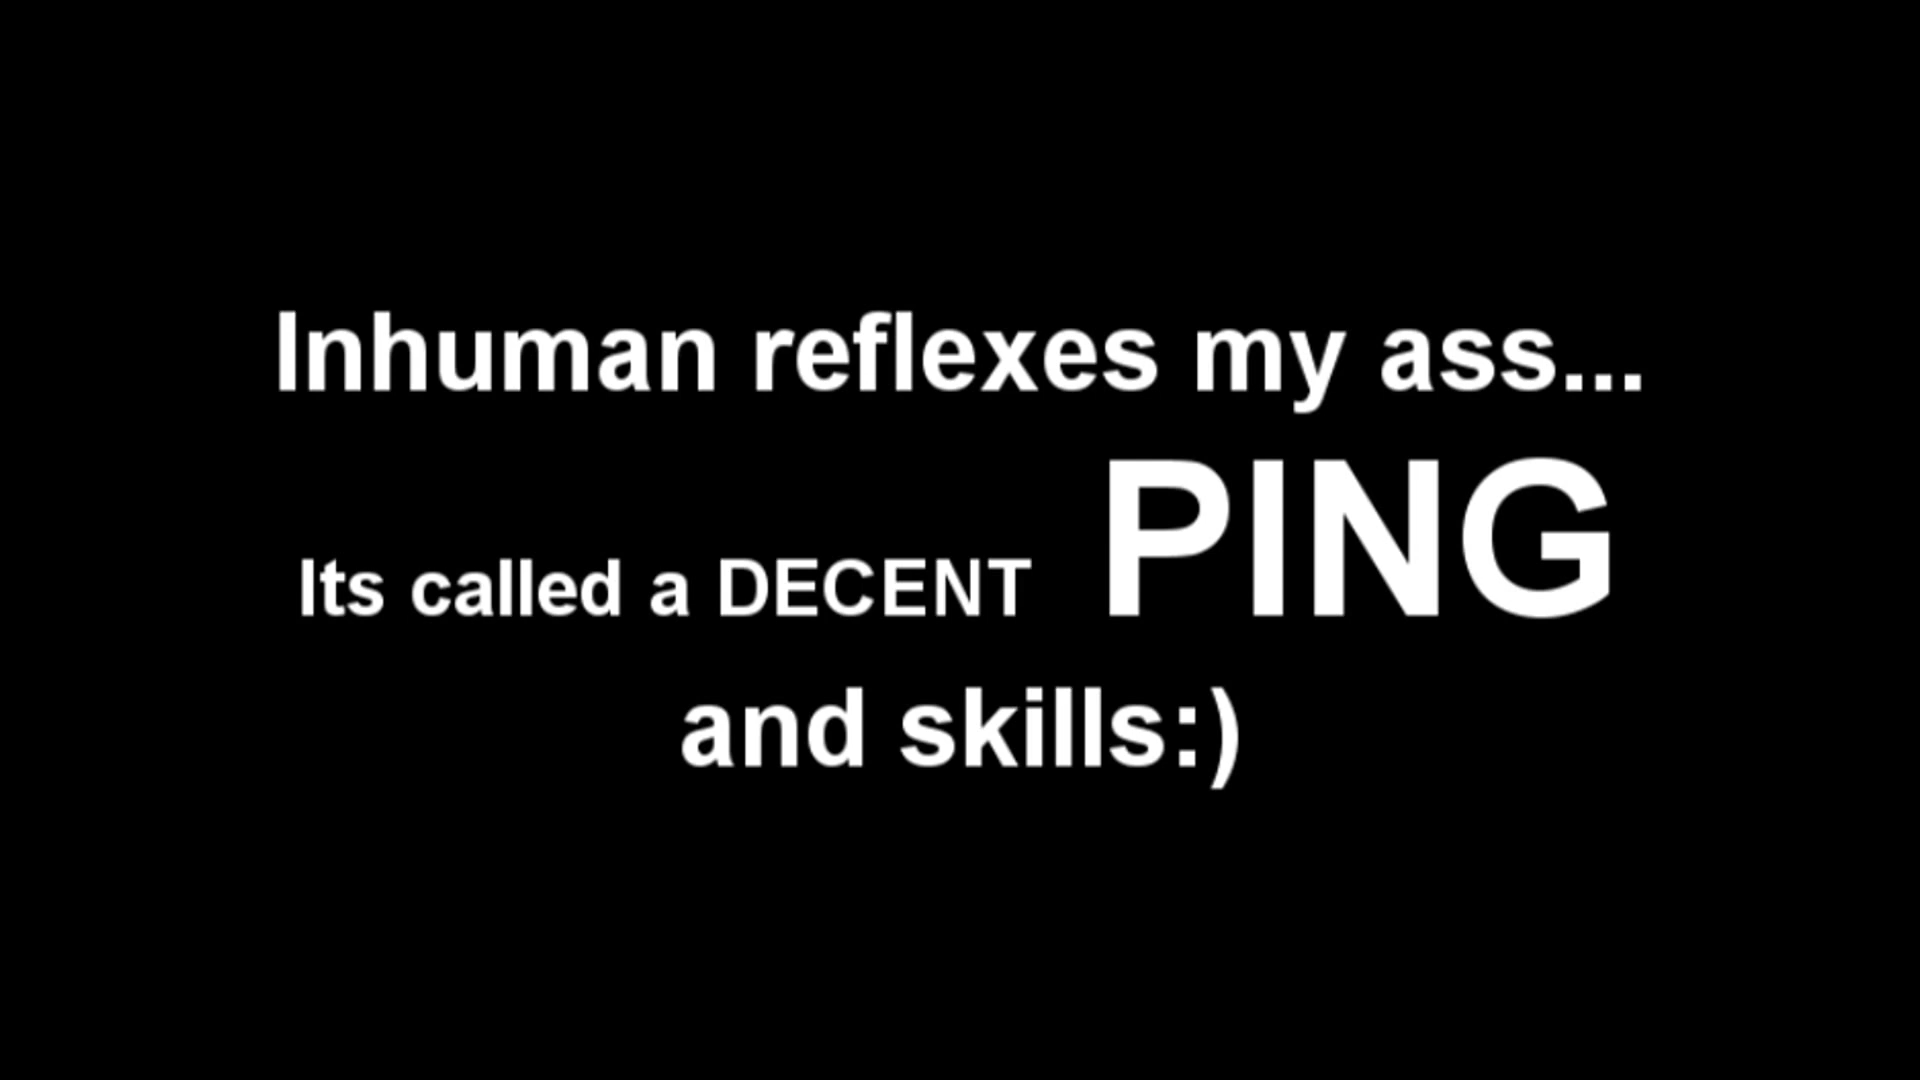 Inhuman reflexes my ass...
Its called a DECENT PING
and skills:)